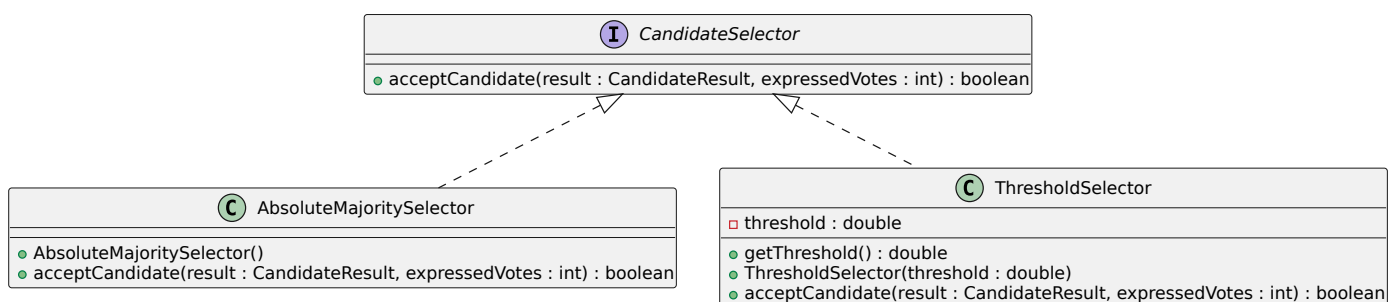 I CandidateSelector
acceptCandidate(result : CandidateResult, expressedVotes : int) : boolean
C AbsoluteMajoritySelector
AbsoluteMajoritySelector()
acceptCandidate(result : CandidateResult, expressedVotes : int) : boolean
C ThresholdSelector
threshold : double
getThreshold() : double
ThresholdSelector(threshold : double)
acceptCandidate(result : CandidateResult, expressedVotes : int) : boolean